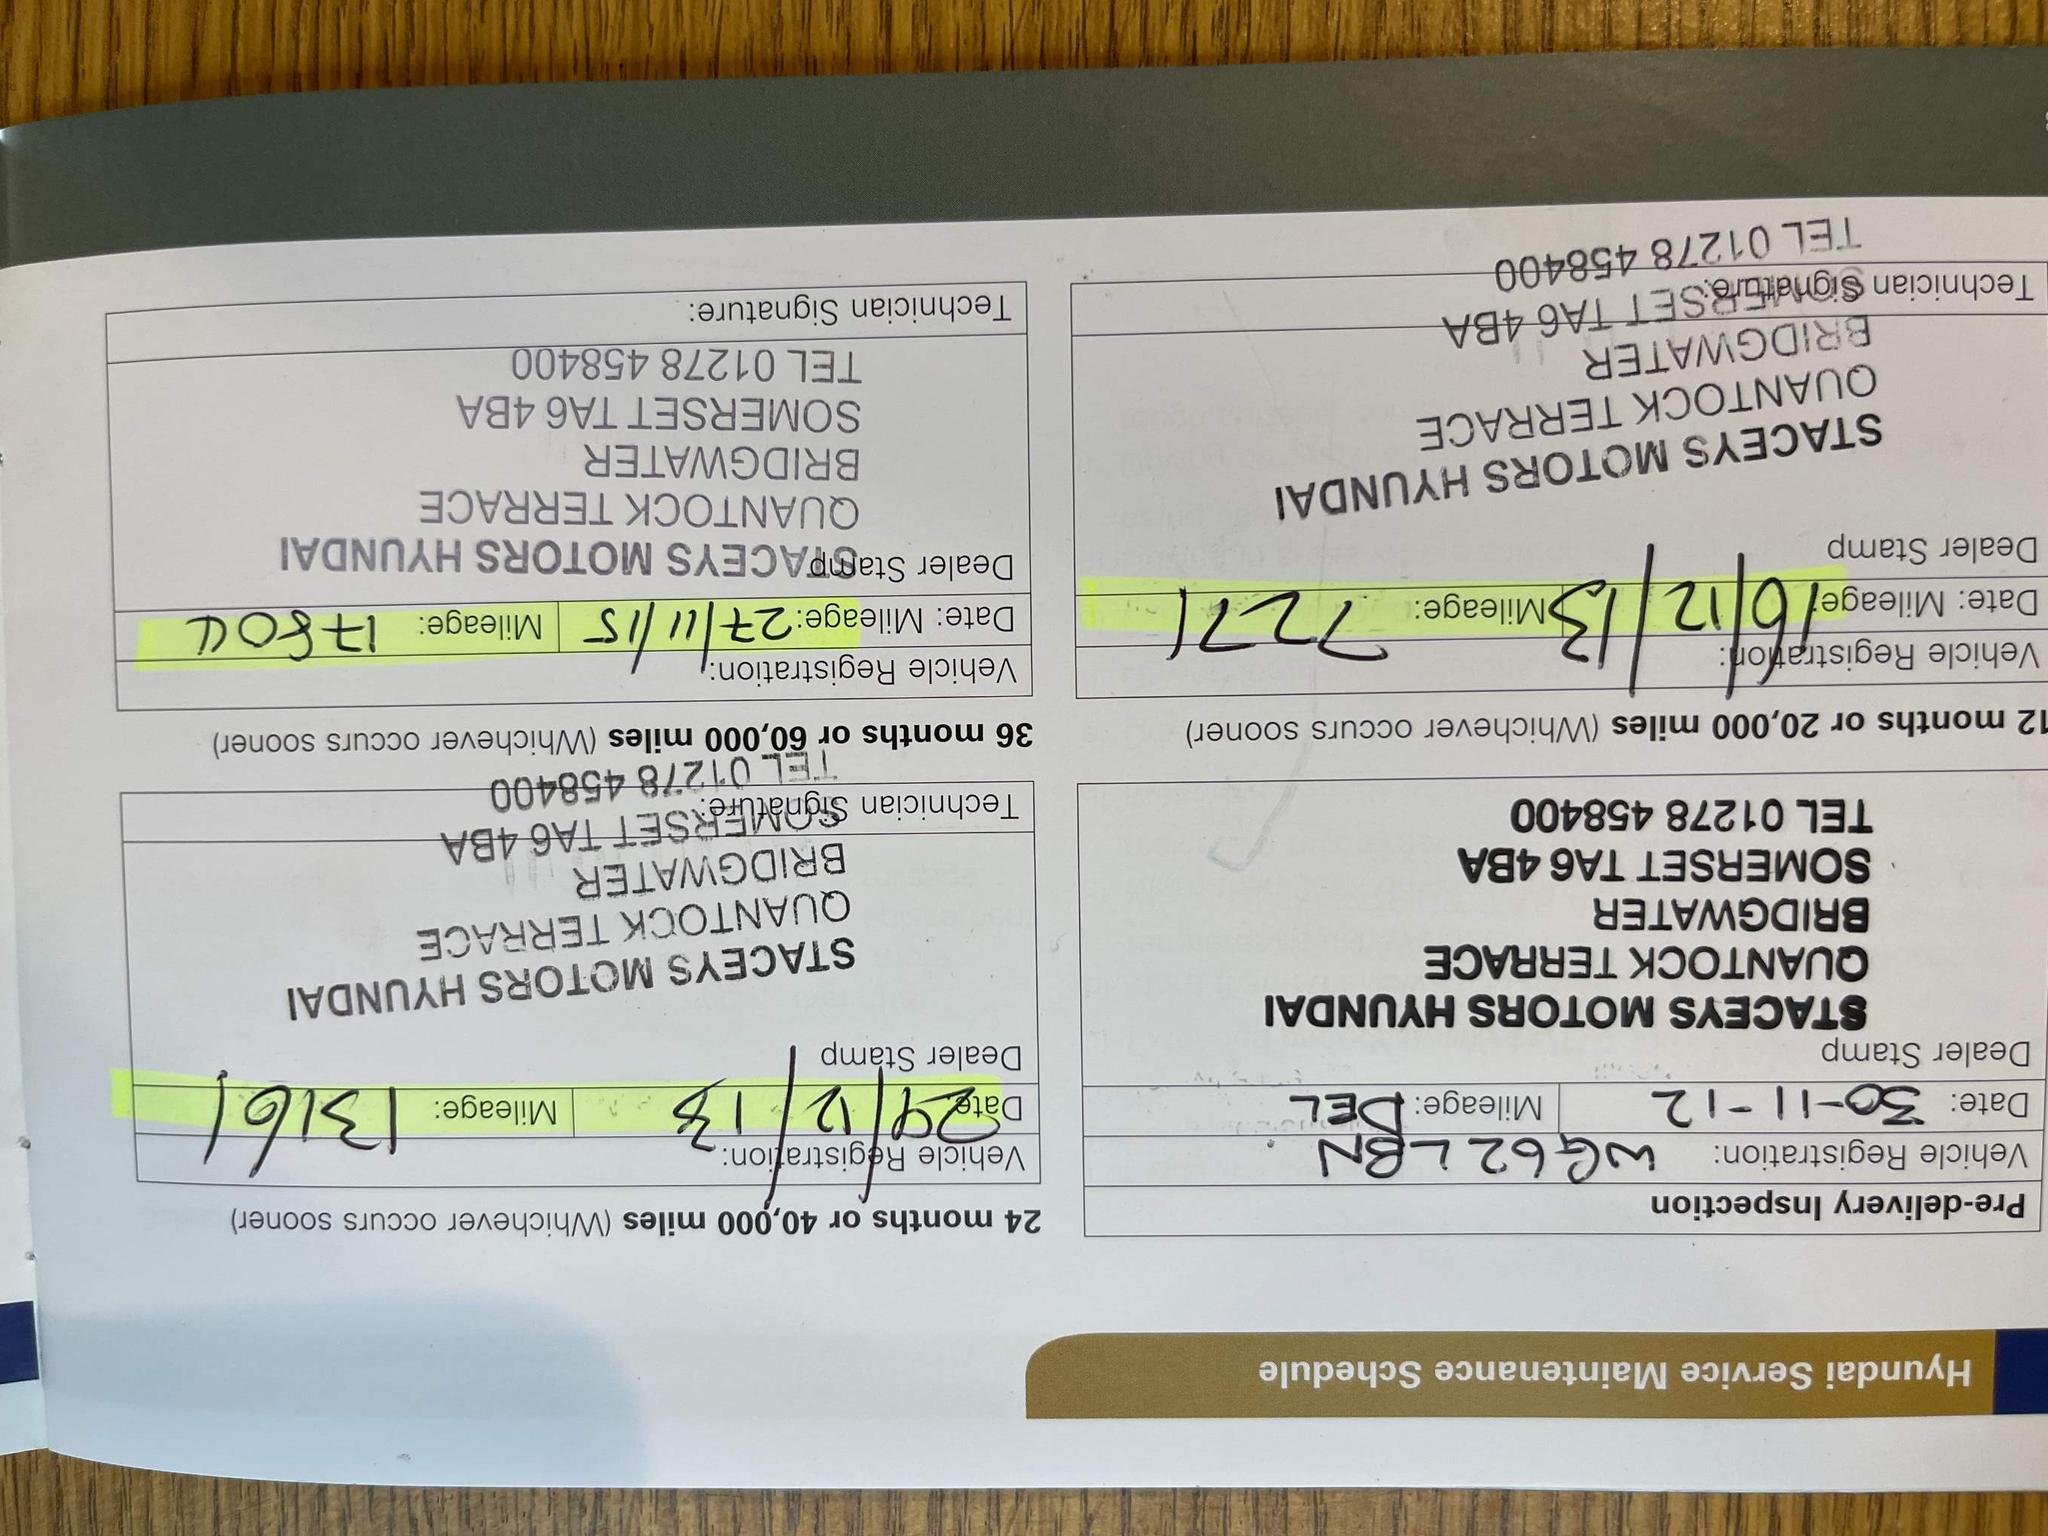 Hyundai Service Maintenance Schedule
Pre-delivery Inspection
Vehicle Registration: WG62 LBN
Date: 30-11-12 Mileage: DEL
Dealer Stamp
STACEYS MOTORS HYUNDAI
QUANTOCK TERRACE
BRIDGWATER
SOMERSET TA6 4BA
TEL 01278 458400
12 months or 20,000 miles (Whichever occurs sooner)
Vehicle Registration:
Date: Mileage: 16/12/13 Mileage: 7271
Dealer Stamp
STACEYS MOTORS HYUNDAI
QUANTOCK TERRACE
BRIDGWATER
SOMERSET TA6 4BA
Technician Signature:
TEL 01278 458400
24 months or 40,000 miles (Whichever occurs sooner)
Vehicle Registration:
Date: /12/13 Mileage: 13161
Dealer Stamp
STACEYS MOTORS HYUNDAI
QUANTOCK TERRACE
BRIDGWATER
SOMERSET TA6 4BA
Technician Signature:
TEL 01278 458400
36 months or 60,000 miles (Whichever occurs sooner)
Vehicle Registration:
Date: Mileage: 27/11/15 Mileage: 17804
Dealer Stamp
STACEYS MOTORS HYUNDAI
QUANTOCK TERRACE
BRIDGWATER
SOMERSET TA6 4BA
TEL 01278 458400
Technician Signature: